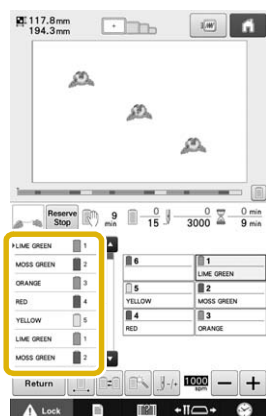 117.8mm
194.3mm
Reserve Stop
9 min
0
15
0
3000
0 min
9 min
LIME GREEN 1
MOSS GREEN 2
ORANGE 3
RED 4
YELLOW 5
LIME GREEN 1
MOSS GREEN 2
6
1
LIME GREEN
5
YELLOW
2
MOSS GREEN
4
RED
3
ORANGE
Return
1000 spm
Lock